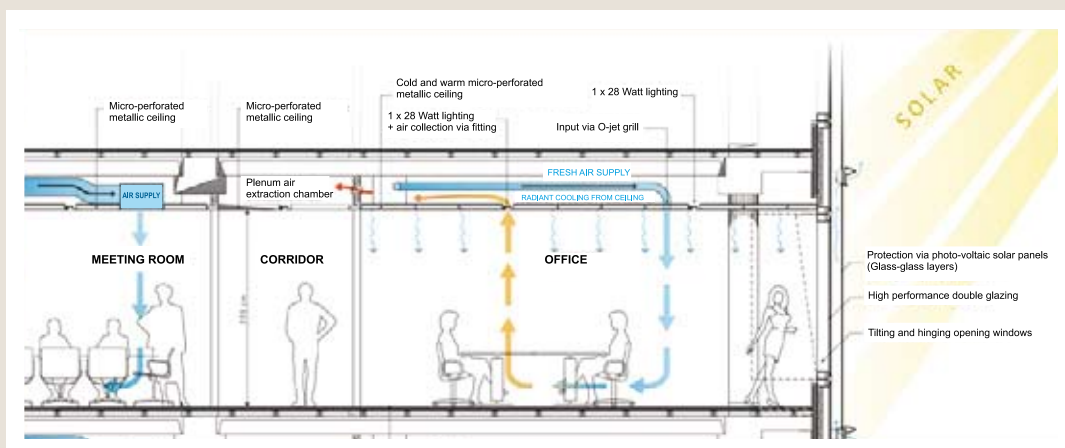 SOLAR
Cold and warm micro-perforated
metallic ceiling
1 x 28 Watt lighting
Micro-perforated
metallic ceiling
Micro-perforated
metallic ceiling
1 x 28 Watt lighting
+ air collection via fitting
Input via O-jet grill
FRESH AIR SUPPLY
Plenum air
extraction chamber
AIR SUPPLY
RADIANT COOLING FROM CEILING
MEETING ROOM
CORRIDOR
OFFICE
Protection via photo-voltaic solar panels
(Glass-glass layers)
High performance double glazing
Tilting and hinging opening windows